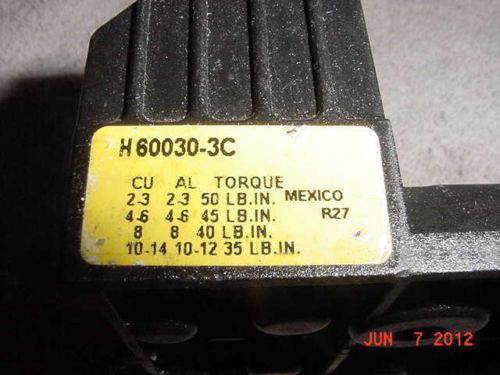 H60030-3C
CU AL TORQUE
2-3 2-3 50 LB.IN. MEXICO
4-6 4-6 45 LB.IN. R27
8 8 40 LB.IN.
10-14 10-12 35 LB.IN.
JUN 7 2012